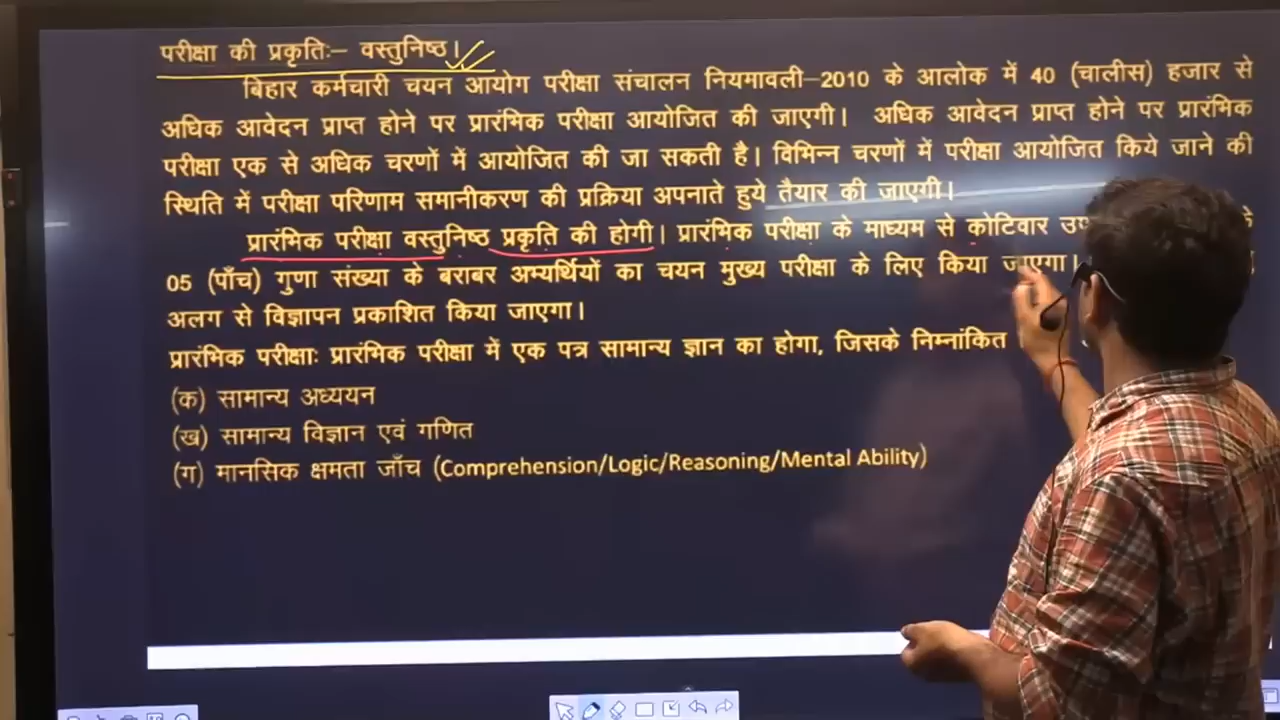 परीक्षा की प्रकृतिः– वस्तुनिष्ठ।
बिहार कर्मचारी चयन आयोग परीक्षा संचालन नियमावली–2010 के आलोक में 40 (चालीस) हजार से
अधिक आवेदन प्राप्त होने पर प्रारंभिक परीक्षा आयोजित की जाएगी। अधिक आवेदन प्राप्त होने पर प्रारंभिक
परीक्षा एक से अधिक चरणों में आयोजित की जा सकती है। विभिन्न चरणों में परीक्षा आयोजित किये जाने की
स्थिति में परीक्षा परिणाम समानीकरण की प्रक्रिया अपनाते हुये तैयार की जाएगी।
प्रारंभिक परीक्षा वस्तुनिष्ठ प्रकृति की होगी। प्रारंभिक परीक्षा के माध्यम से कोटिवार के
05 (पाँच) गुणा संख्या के बराबर अभ्यर्थियों का चयन मुख्य परीक्षा के लिए किया जाएगा।
अलग से विज्ञापन प्रकाशित किया जाएगा।
प्रारंभिक परीक्षाः प्रारंभिक परीक्षा में एक पत्र सामान्य ज्ञान का होगा, जिसके निम्नांकित
(क) सामान्य अध्ययन
(ख) सामान्य विज्ञान एवं गणित
(ग) मानसिक क्षमता जाँच (Comprehension/Logic/Reasoning/Mental Ability)